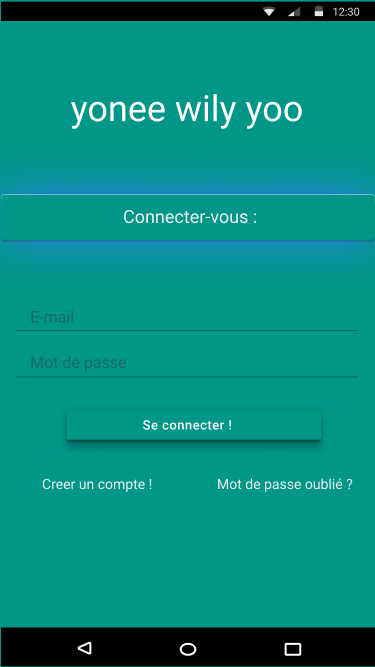 12:30
yonee wily yoo
Connecter-vous :
E-mail
Mot de passe
Se connecter !
Creer un compte !
Mot de passe oublié ?